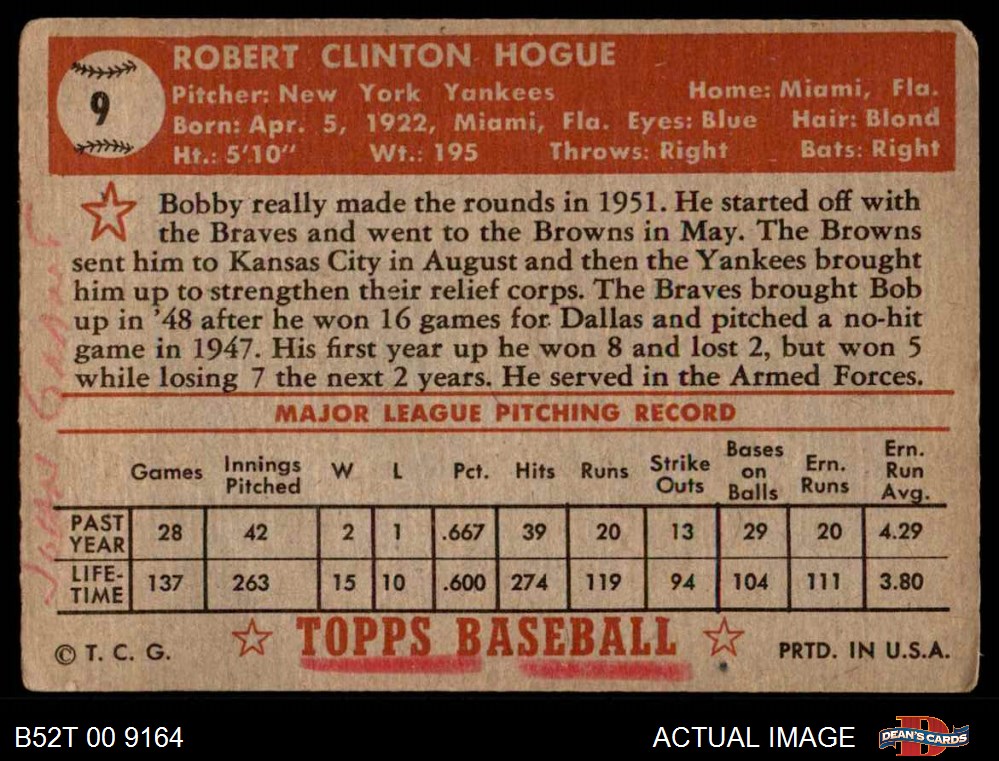 9
ROBERT CLINTON HOGUE
Pitcher: New York Yankees Home: Miami, Fla.
Born: Apr. 5, 1922, Miami, Fla. Eyes: Blue Hair: Blond
Ht.: 5'10" Wt.: 195 Throws: Right Bats: Right
Bobby really made the rounds in 1951. He started off with
the Braves and went to the Browns in May. The Browns
sent him to Kansas City in August and then the Yankees brought
him up to strengthen their relief corps. The Braves brought Bob
up in '48 after he won 16 games for Dallas and pitched a no-hit
game in 1947. His first year up he won 8 and lost 2, but won 5
while losing 7 the next 2 years. He served in the Armed Forces.
MAJOR LEAGUE PITCHING RECORD
Games Innings Pitched W L Pct. Hits Runs Strike Outs Bases on Balls Ern. Runs Ern. Run Avg.
PAST YEAR 28 42 2 1 .667 39 20 13 29 20 4.29
LIFE-TIME 137 263 15 10 .600 274 119 94 104 111 3.80
© T. C. G. TOPPS BASEBALL PRTD. IN U.S.A.
B52T 00 9164 ACTUAL IMAGE DEAN'S CARDS